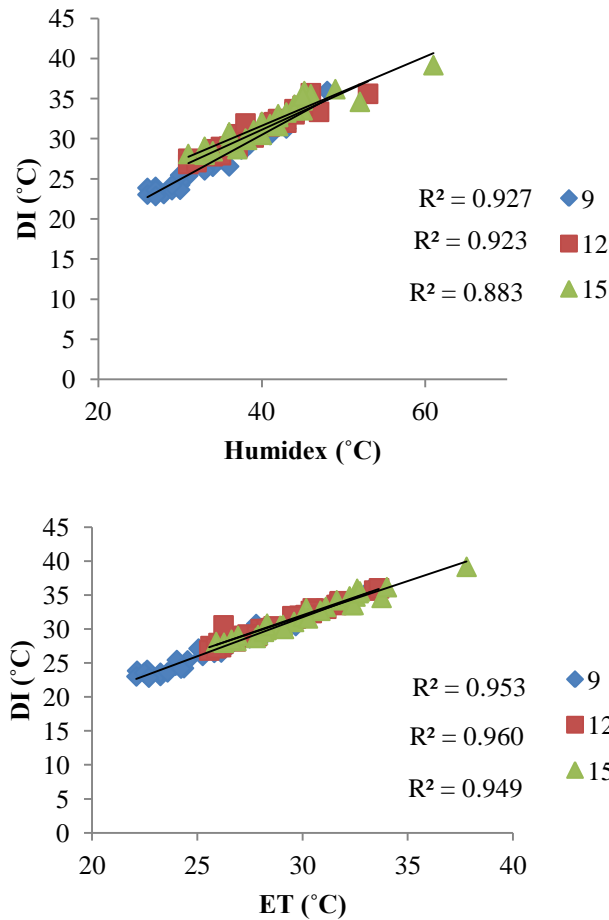 45
40
35
30
25
20
15
10
5
0
DI (˚C)
R² = 0.927
9
R² = 0.923
12
R² = 0.883
15
20 40 60
Humidex (˚C)
45
40
35
30
25
20
15
10
5
0
DI (˚C)
R² = 0.953
9
R² = 0.960
12
R² = 0.949
15
20 25 30 35 40
ET (˚C)